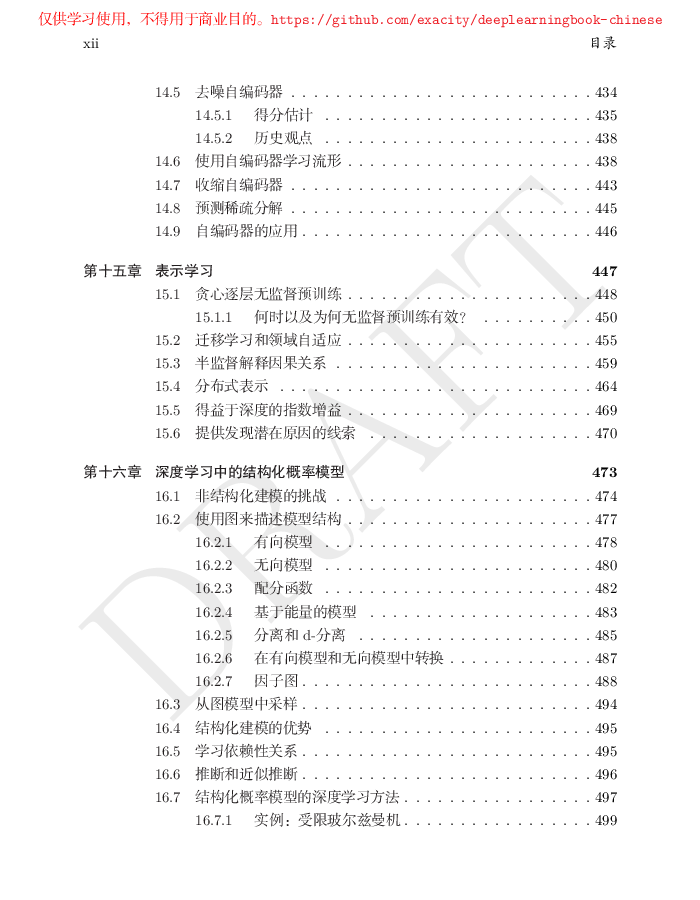 仅供学习使用，不得用于商业目的。https://github.com/exacity/deeplearningbook-chinese
xii 目录
14.5 去噪自编码器 . . . . . . . . . . . . . . . . . . . . . . . . . . . 434
14.5.1 得分估计 . . . . . . . . . . . . . . . . . . . . . . . . 435
14.5.2 历史观点 . . . . . . . . . . . . . . . . . . . . . . . . 438
14.6 使用自编码器学习流形 . . . . . . . . . . . . . . . . . . . . . . 438
14.7 收缩自编码器 . . . . . . . . . . . . . . . . . . . . . . . . . . . 443
14.8 预测稀疏分解 . . . . . . . . . . . . . . . . . . . . . . . . . . . 445
14.9 自编码器的应用 . . . . . . . . . . . . . . . . . . . . . . . . . . 446
第十五章 表示学习 447
15.1 贪心逐层无监督预训练 . . . . . . . . . . . . . . . . . . . . . . 448
15.1.1 何时以及为何无监督预训练有效? . . . . . . . . . . 450
15.2 迁移学习和领域自适应 . . . . . . . . . . . . . . . . . . . . . . 455
15.3 半监督解释因果关系 . . . . . . . . . . . . . . . . . . . . . . . 459
15.4 分布式表示 . . . . . . . . . . . . . . . . . . . . . . . . . . . . 464
15.5 得益于深度的指数增益 . . . . . . . . . . . . . . . . . . . . . . 469
15.6 提供发现潜在原因的线索 . . . . . . . . . . . . . . . . . . . . 470
第十六章 深度学习中的结构化概率模型 473
16.1 非结构化建模的挑战 . . . . . . . . . . . . . . . . . . . . . . . 474
16.2 使用图来描述模型结构 . . . . . . . . . . . . . . . . . . . . . . 477
16.2.1 有向模型 . . . . . . . . . . . . . . . . . . . . . . . . 478
16.2.2 无向模型 . . . . . . . . . . . . . . . . . . . . . . . . 480
16.2.3 配分函数 . . . . . . . . . . . . . . . . . . . . . . . . 482
16.2.4 基于能量的模型 . . . . . . . . . . . . . . . . . . . . 483
16.2.5 分离和 d-分离 . . . . . . . . . . . . . . . . . . . . . 485
16.2.6 在有向模型和无向模型中转换 . . . . . . . . . . . . . 487
16.2.7 因子图 . . . . . . . . . . . . . . . . . . . . . . . . . . 488
16.3 从图模型中采样 . . . . . . . . . . . . . . . . . . . . . . . . . . 494
16.4 结构化建模的优势 . . . . . . . . . . . . . . . . . . . . . . . . 495
16.5 学习依赖性关系 . . . . . . . . . . . . . . . . . . . . . . . . . . 495
16.6 推断和近似推断 . . . . . . . . . . . . . . . . . . . . . . . . . . 496
16.7 结构化概率模型的深度学习方法 . . . . . . . . . . . . . . . . . 497
16.7.1 实例：受限玻尔兹曼机 . . . . . . . . . . . . . . . . . 499
DRAFT